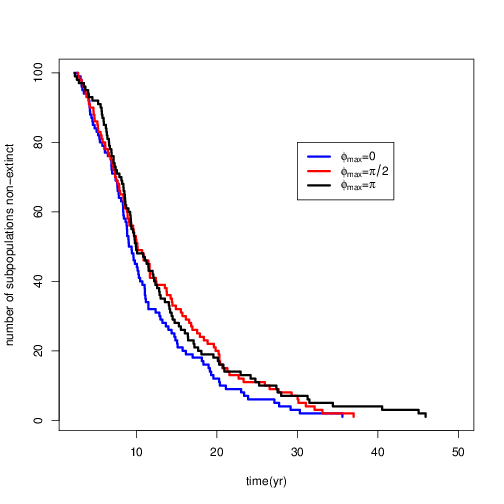 number of subpopulations non−extinct
100
80
60
40
20
0
ϕmax=0
ϕmax=π/2
ϕmax=π
10 20 30 40 50
time(yr)